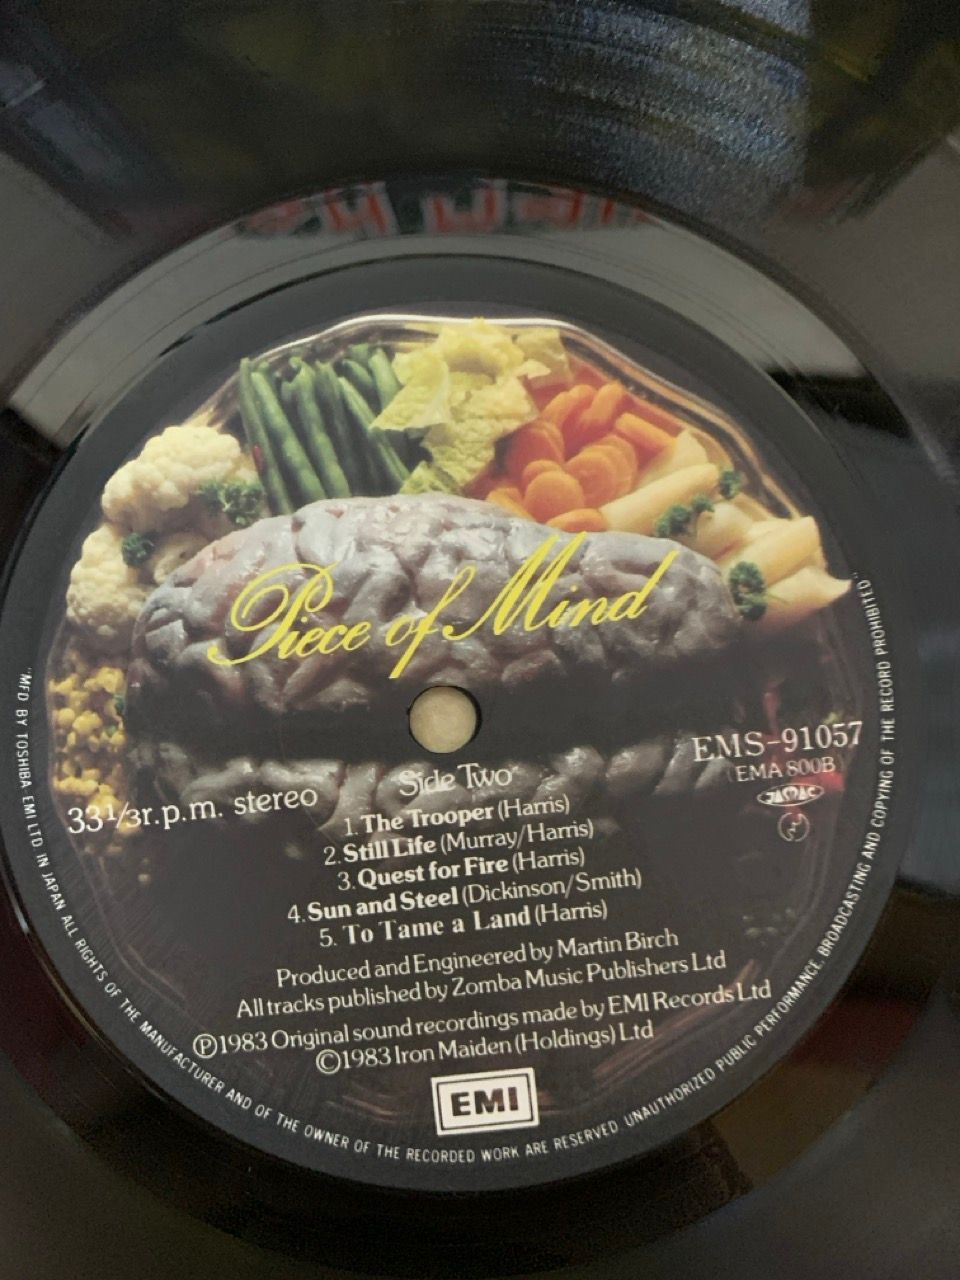 Piece of Mind
EMS-91057
(EMA 800B)
JASRAC
33⅓r.p.m. stereo
Side Two
1. The Trooper (Harris)
2. Still Life (Murray/Harris)
3. Quest for Fire (Harris)
4. Sun and Steel (Dickinson/Smith)
5. To Tame a Land (Harris)
Produced and Engineered by Martin Birch
All tracks published by Zomba Music Publishers Ltd
Ⓟ1983 Original sound recordings made by EMI Records Ltd
©1983 Iron Maiden (Holdings) Ltd
EMI
"MFD BY TOSHIBA EMI LTD IN JAPAN ALL RIGHTS OF THE MANUFACTURER AND OF THE OWNER OF THE RECORDED WORK ARE RESERVED UNAUTHORIZED PUBLIC PERFORMANCE BROADCASTING AND COPYING OF THE RECORD PROHIBITED."